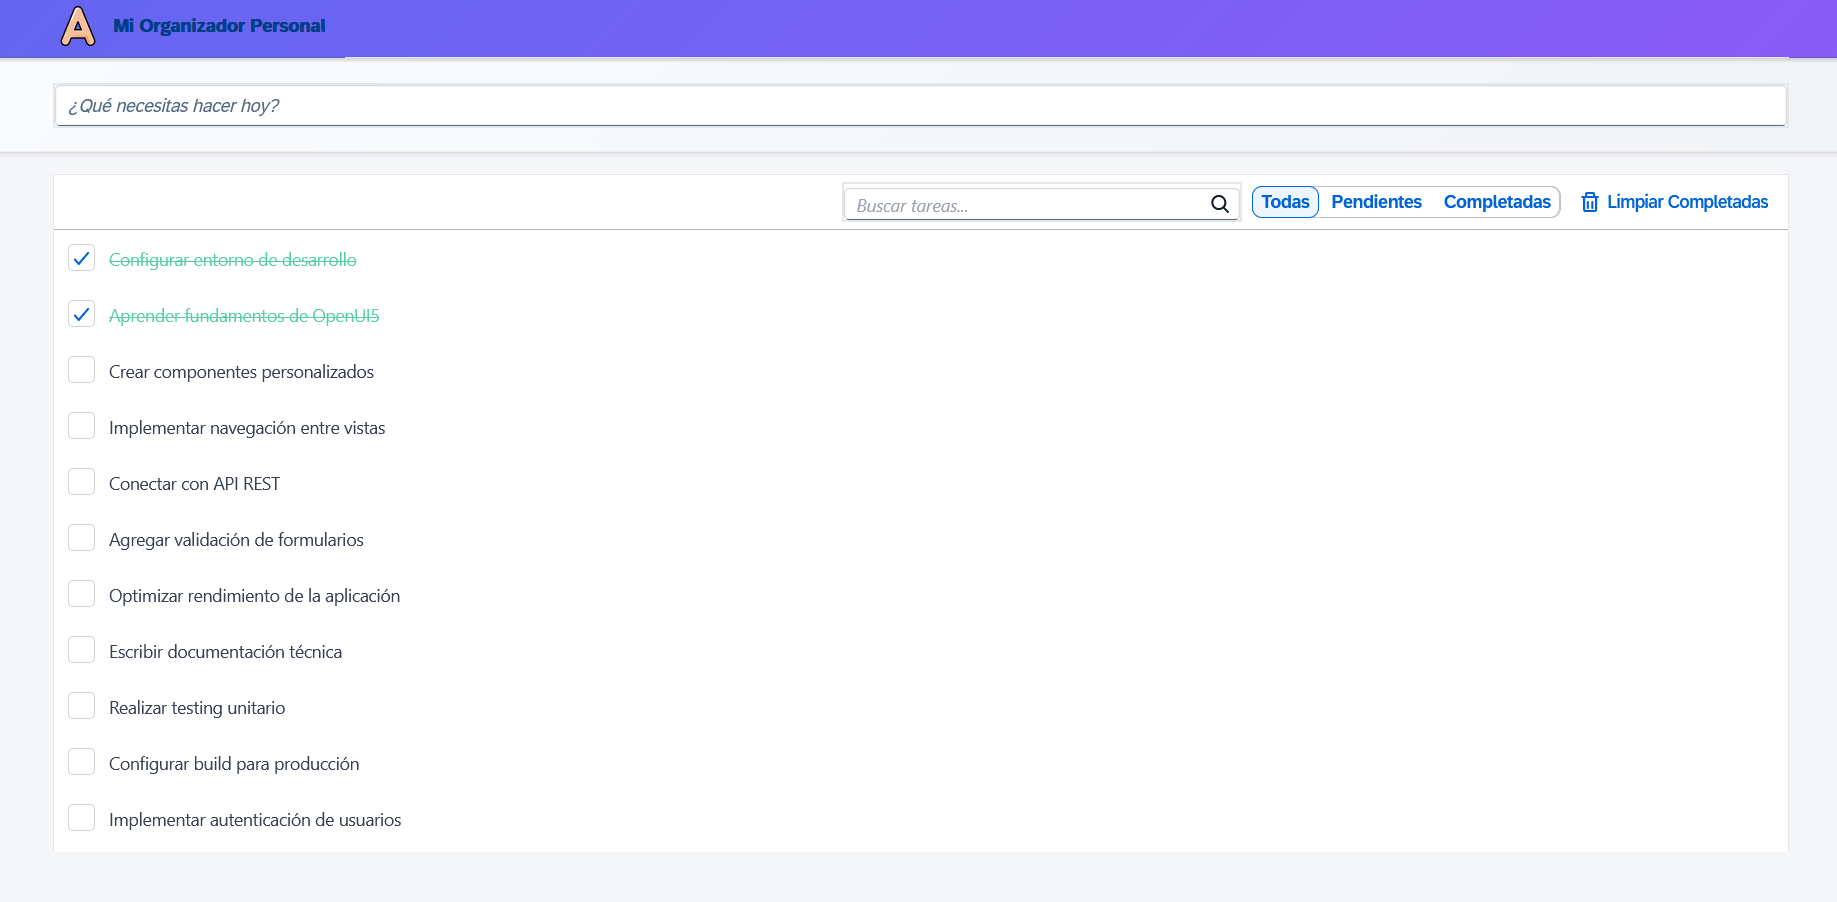 A Mi Organizador Personal
¿Qué necesitas hacer hoy?
Buscar tareas... Todas Pendientes Completadas Limpiar Completadas
Configurar entorno de desarrollo
Aprender fundamentos de OpenUI5
Crear componentes personalizados
Implementar navegación entre vistas
Conectar con API REST
Agregar validación de formularios
Optimizar rendimiento de la aplicación
Escribir documentación técnica
Realizar testing unitario
Configurar build para producción
Implementar autenticación de usuarios